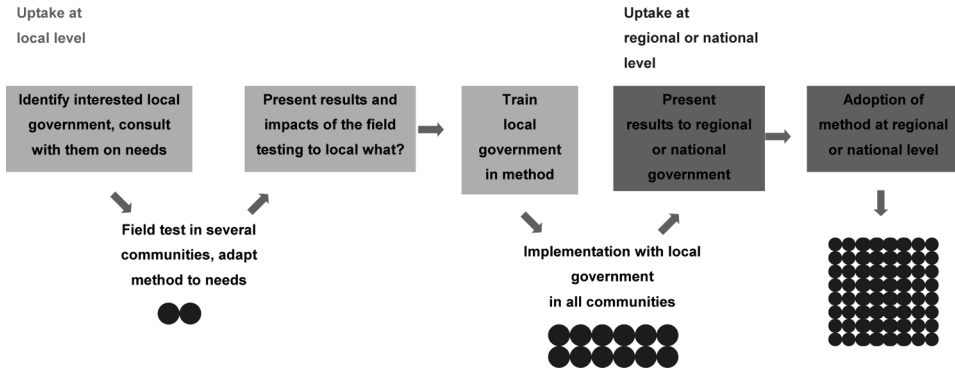 Uptake at
local level
Uptake at
regional or national
level
Identify interested local
government, consult
with them on needs
Present results and
impacts of the field
testing to local what?
Train
local
government
in method
Present
results to regional
or national
government
Adoption of
method at regional
or national level
Field test in several
communities, adapt
method to needs
Implementation with local
government
in all communities